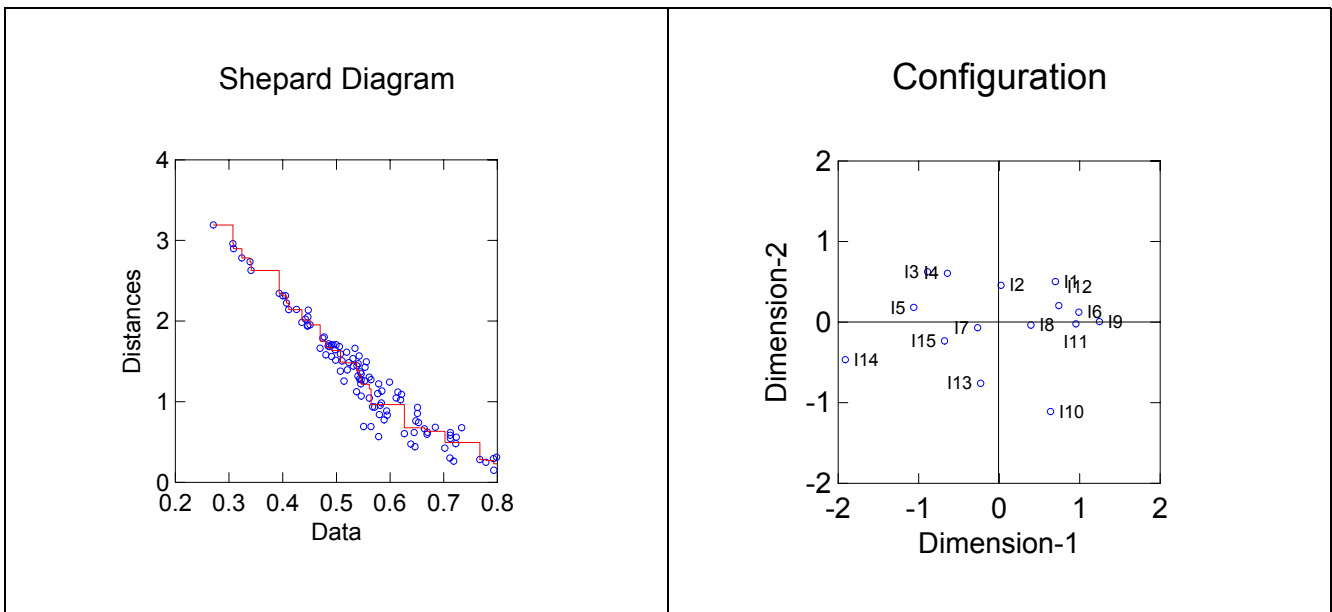 Shepard Diagram
4
3
2
1
0
0.2 0.3 0.4 0.5 0.6 0.7 0.8
Distances
Data
Configuration
2
1
0
-1
-2
-2 -1 0 1 2
Dimension-2
Dimension-1
I3 I4 I2 I1
I12
I5 I6
I7 I8 I9
I15 I11
I14
I13
I10